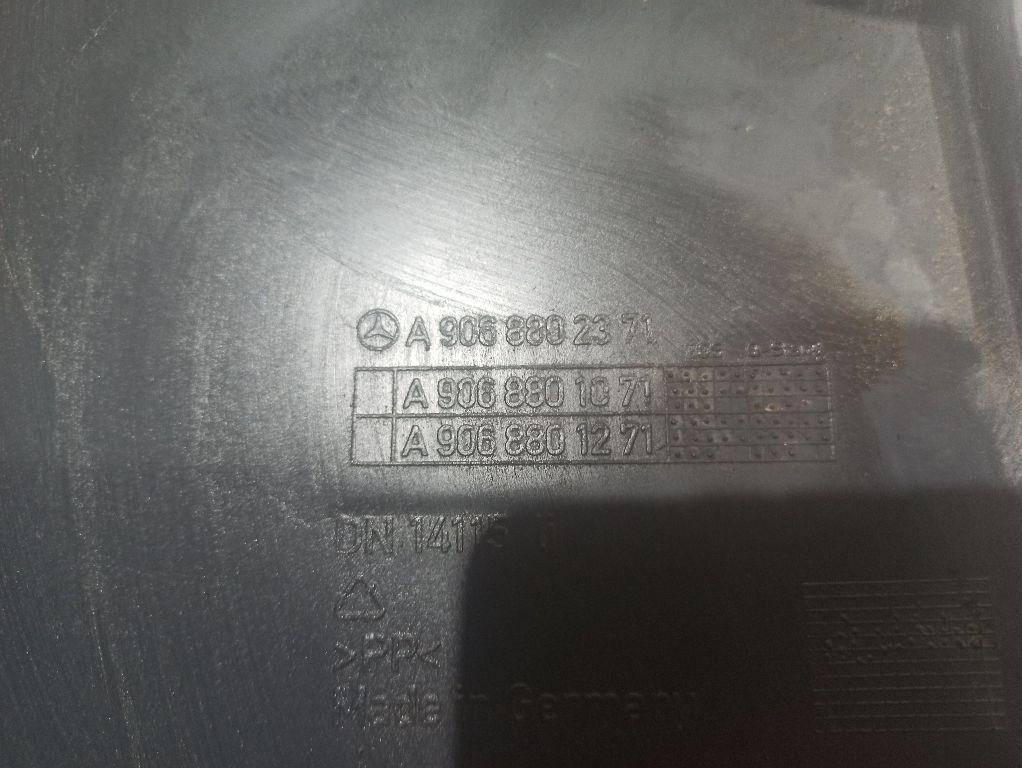 A 906 880 23 71
A 906 880 10 71
A 906 880 12 71
DN 14115
>PP<
Made in Germany